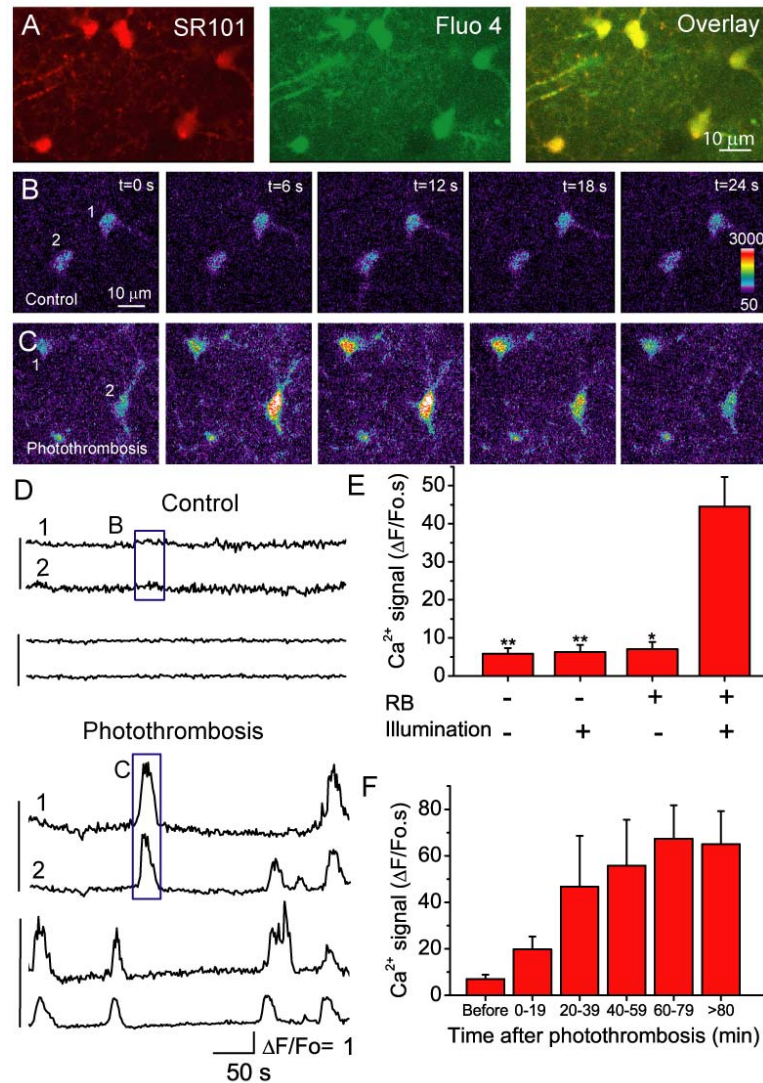 A SR101 Fluo 4 Overlay
10 μm
B t=0 s t=6 s t=12 s t=18 s t=24 s
1
2
3000
Control 10 μm 50
C
1
2
Photothrombosis
D
Control
1 B
2
Photothrombosis
C
1
2
ΔF/Fo= 1
50 s
E
Ca2+ signal (ΔF/Fo.s)
50
40
30
20
10
0
** ** *
RB - - + +
Illumination - + - +
F
Ca2+ signal (ΔF/Fo.s)
80
60
40
20
0
Before 0-19 20-39 40-59 60-79 >80
Time after photothrombosis (min)